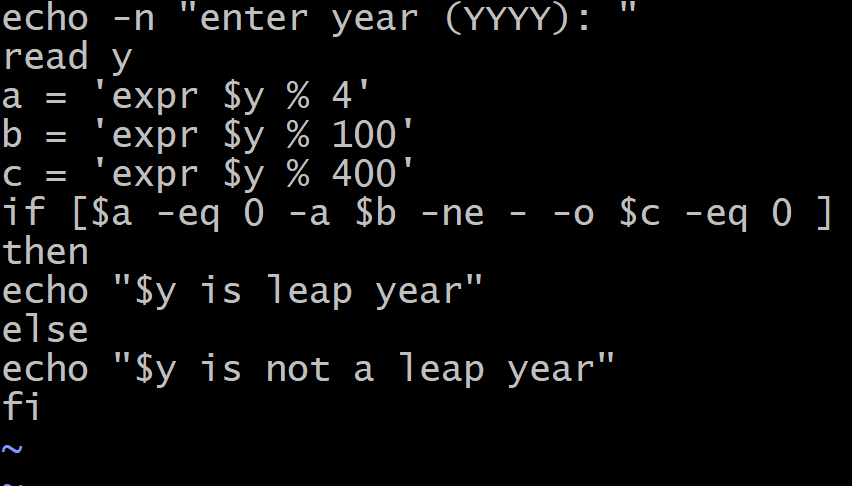 echo -n "enter year (YYYY): "
read y
a = 'expr $y % 4'
b = 'expr $y % 100'
c = 'expr $y % 400'
if [$a -eq 0 -a $b -ne - -o $c -eq 0 ]
then
echo "$y is leap year"
else
echo "$y is not a leap year"
fi
~
~